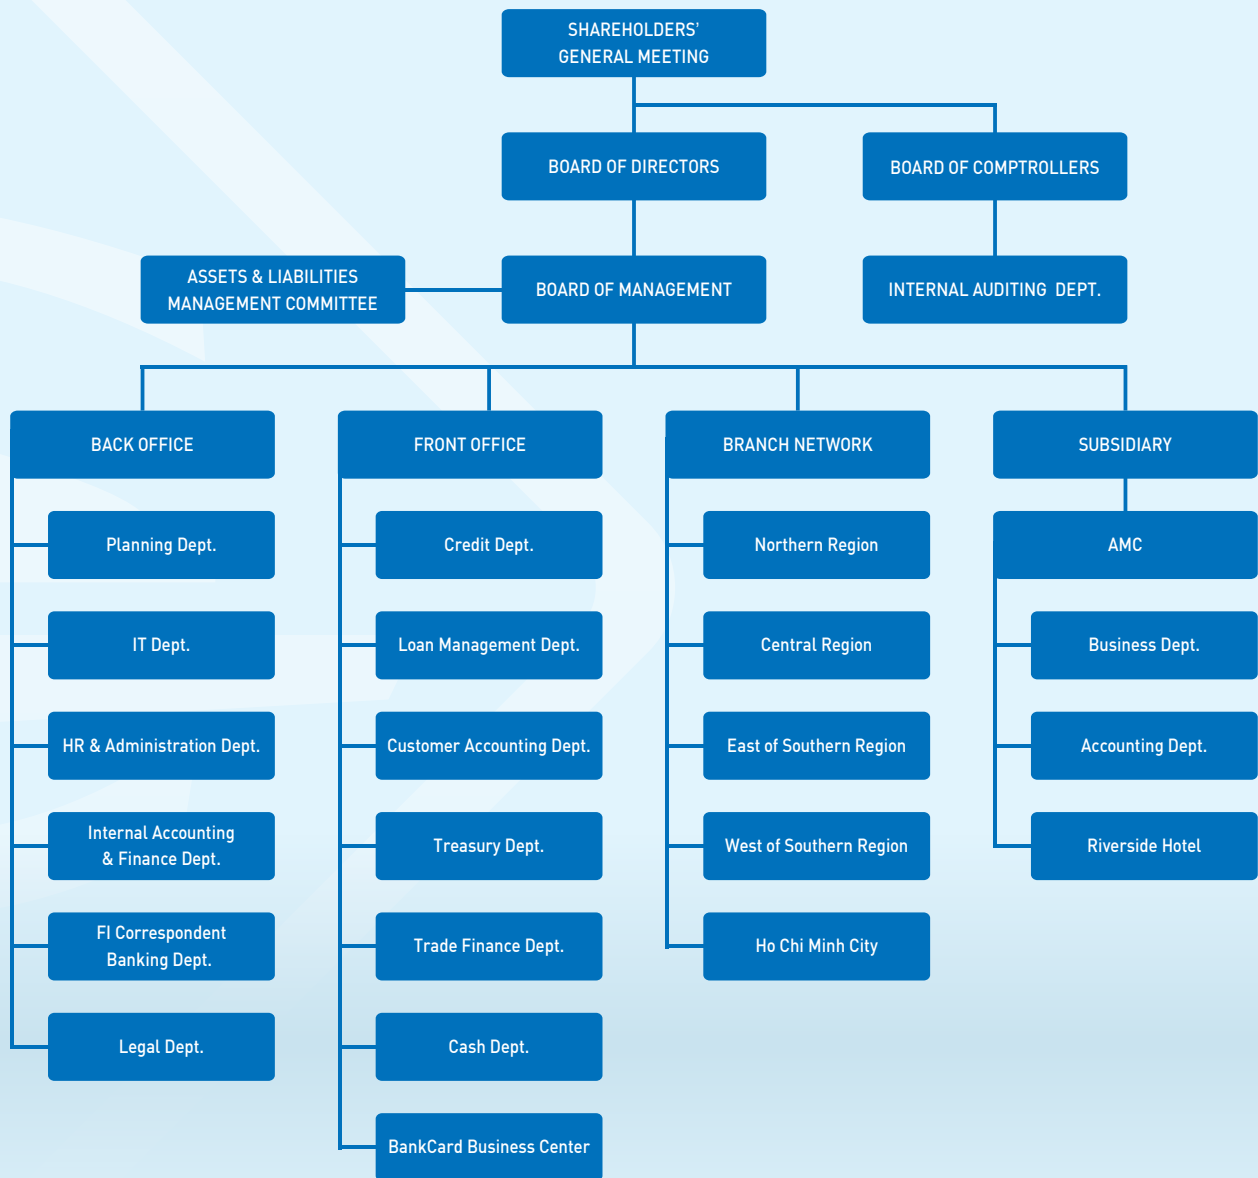 SHAREHOLDERS'
GENERAL MEETING
BOARD OF DIRECTORS
BOARD OF COMPTROLLERS
ASSETS & LIABILITIES
MANAGEMENT COMMITTEE
BOARD OF MANAGEMENT
INTERNAL AUDITING DEPT.
BACK OFFICE
Planning Dept.
IT Dept.
HR & Administration Dept.
Internal Accounting
& Finance Dept.
FI Correspondent
Banking Dept.
Legal Dept.
FRONT OFFICE
Credit Dept.
Loan Management Dept.
Customer Accounting Dept.
Treasury Dept.
Trade Finance Dept.
Cash Dept.
BankCard Business Center
BRANCH NETWORK
Northern Region
Central Region
East of Southern Region
West of Southern Region
Ho Chi Minh City
SUBSIDIARY
AMC
Business Dept.
Accounting Dept.
Riverside Hotel